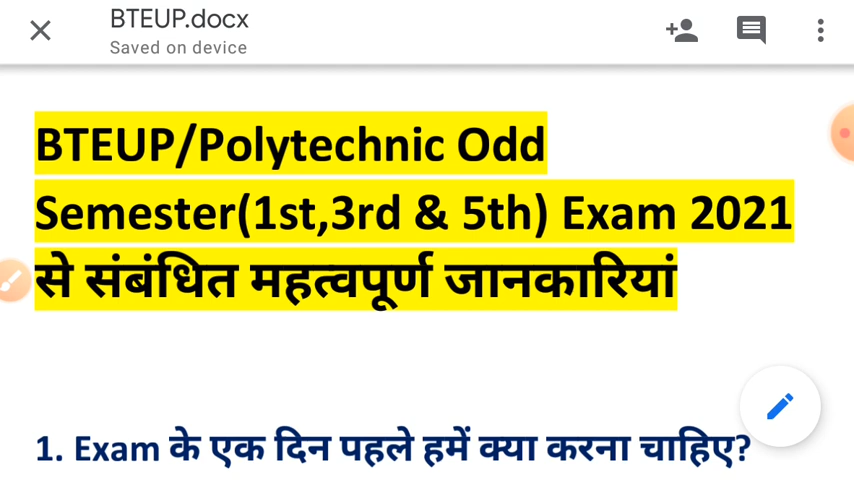 BTEUP.docx
Saved on device
BTEUP/Polytechnic Odd
Semester(1st,3rd & 5th) Exam 2021
से संबंधित महत्वपूर्ण जानकारियां
1. Exam के एक दिन पहले हमें क्या करना चाहिए?